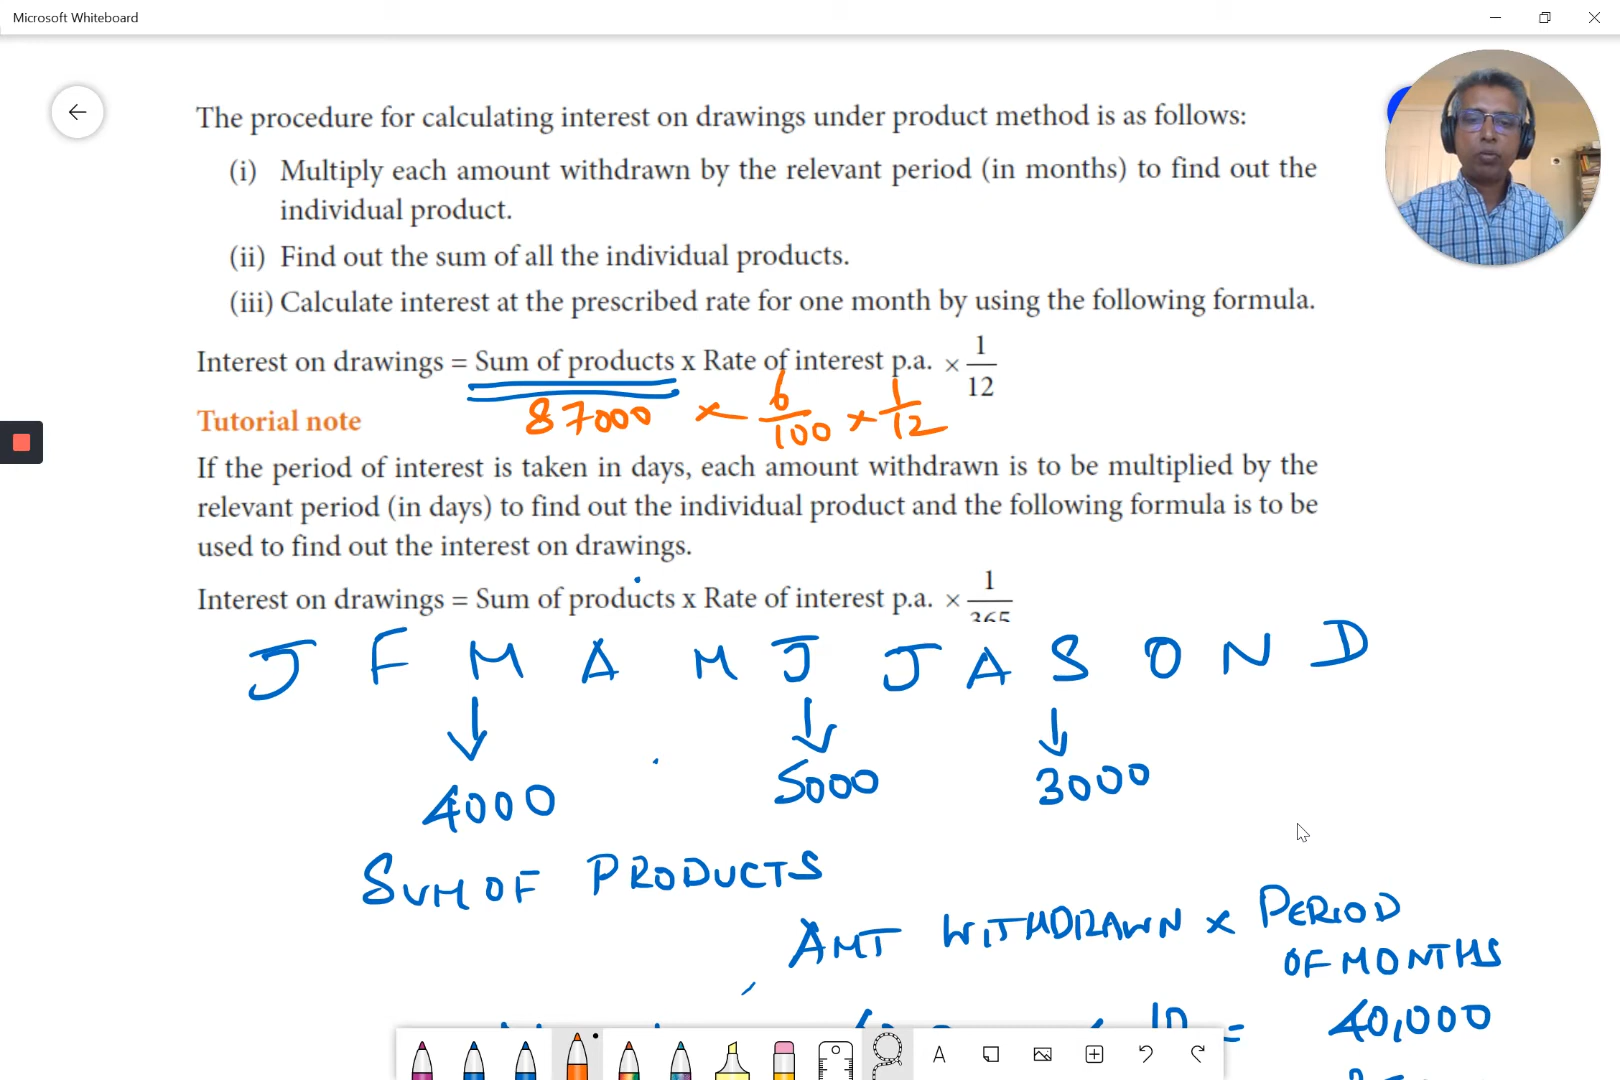 Microsoft Whiteboard
The procedure for calculating interest on drawings under product method is as follows:
(i) Multiply each amount withdrawn by the relevant period (in months) to find out the
individual product.
(ii) Find out the sum of all the individual products.
(iii) Calculate interest at the prescribed rate for one month by using the following formula.
Interest on drawings = Sum of products x Rate of interest p.a. × 1/12
87000 × 6/100 × 1/12
Tutorial note
If the period of interest is taken in days, each amount withdrawn is to be multiplied by the
relevant period (in days) to find out the individual product and the following formula is to be
used to find out the interest on drawings.
Interest on drawings = Sum of products x Rate of interest p.a. × 1/365
J F M A M J J A S O N D
4000 5000 3000
SUM OF PRODUCTS
AMT WITHDRAWN × PERIOD
OF MONTHS
10 = 40,000
A